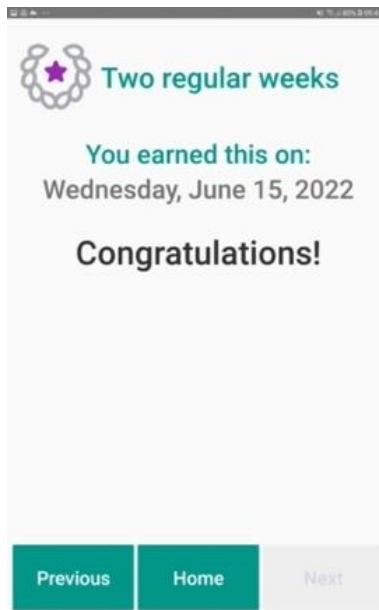 Two regular weeks
You earned this on:
Wednesday, June 15, 2022
Congratulations!
Previous Home Next